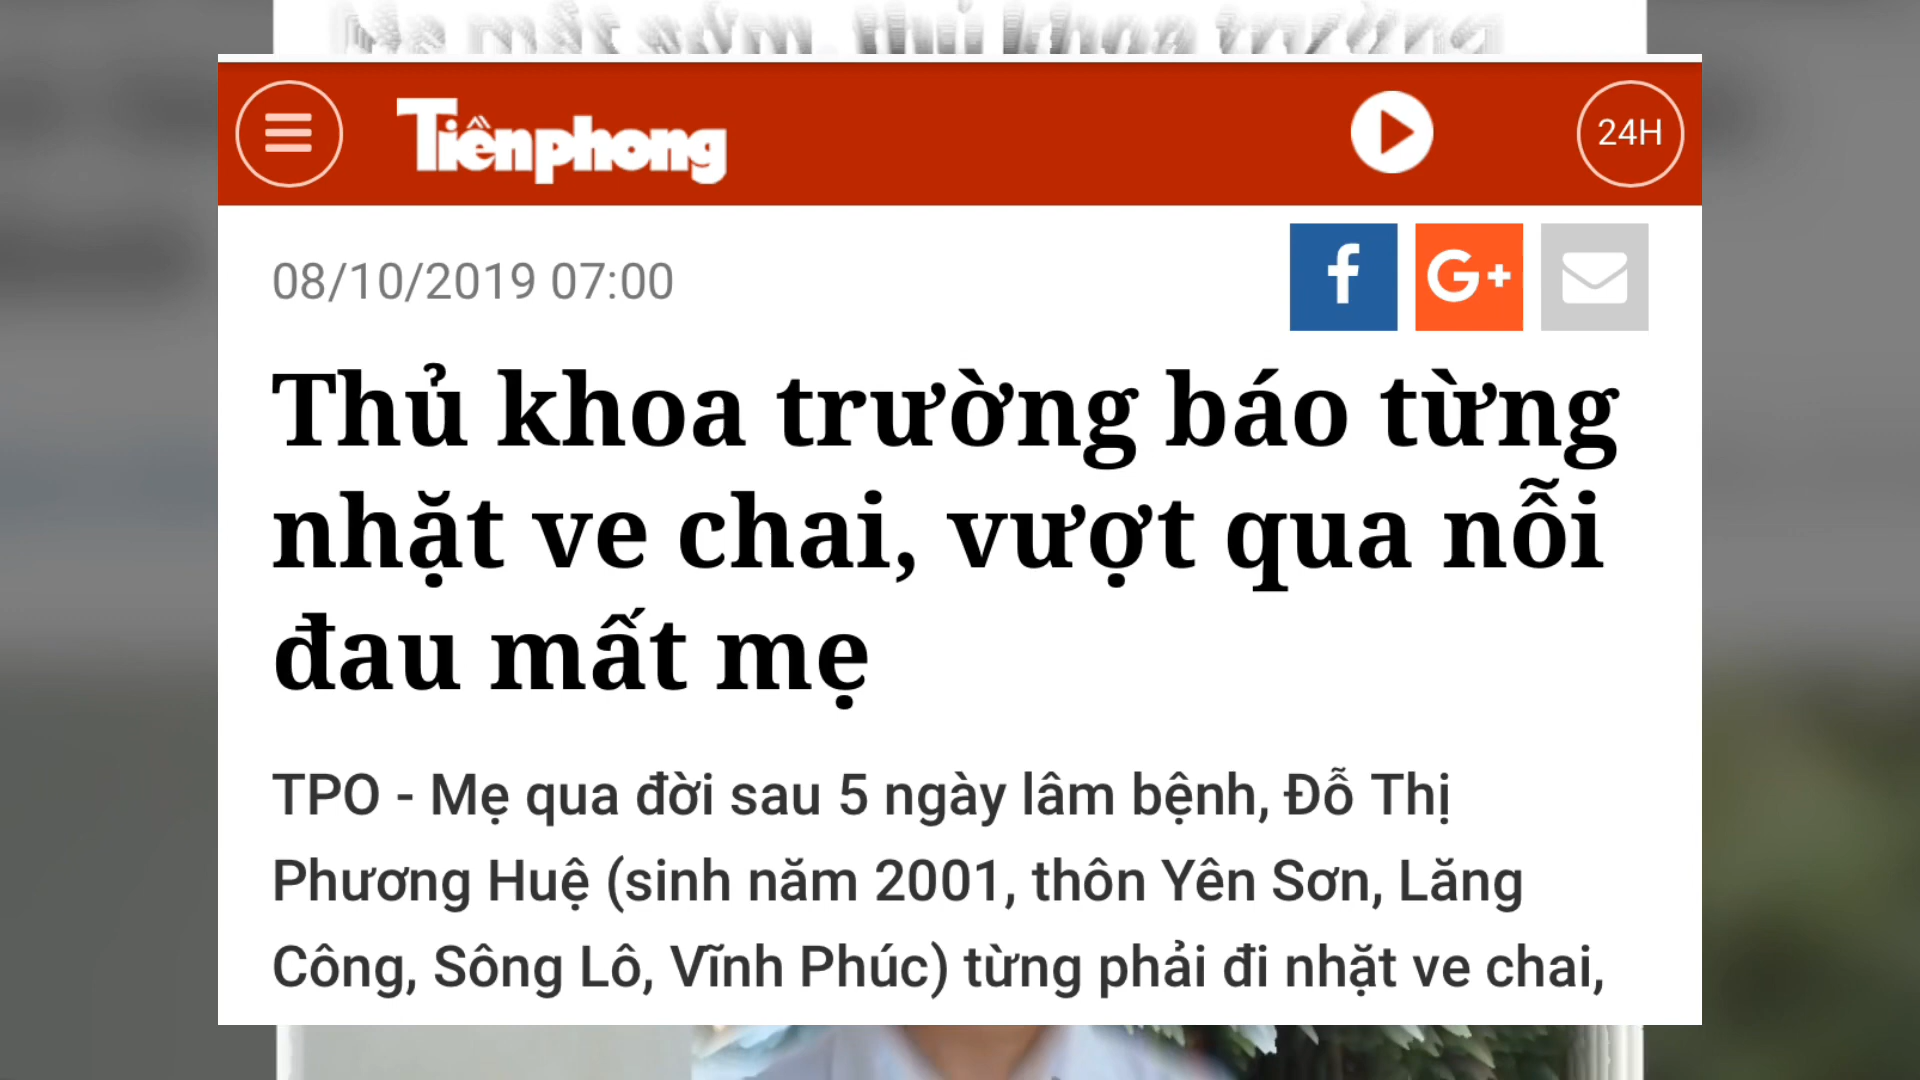 Tiênphong
24H
08/10/2019 07:00
Thủ khoa trường báo từng
nhặt ve chai, vượt qua nỗi
đau mất mẹ
TPO - Mẹ qua đời sau 5 ngày lâm bệnh, Đỗ Thị
Phương Huệ (sinh năm 2001, thôn Yên Sơn, Lăng
Công, Sông Lô, Vĩnh Phúc) từng phải đi nhặt ve chai,